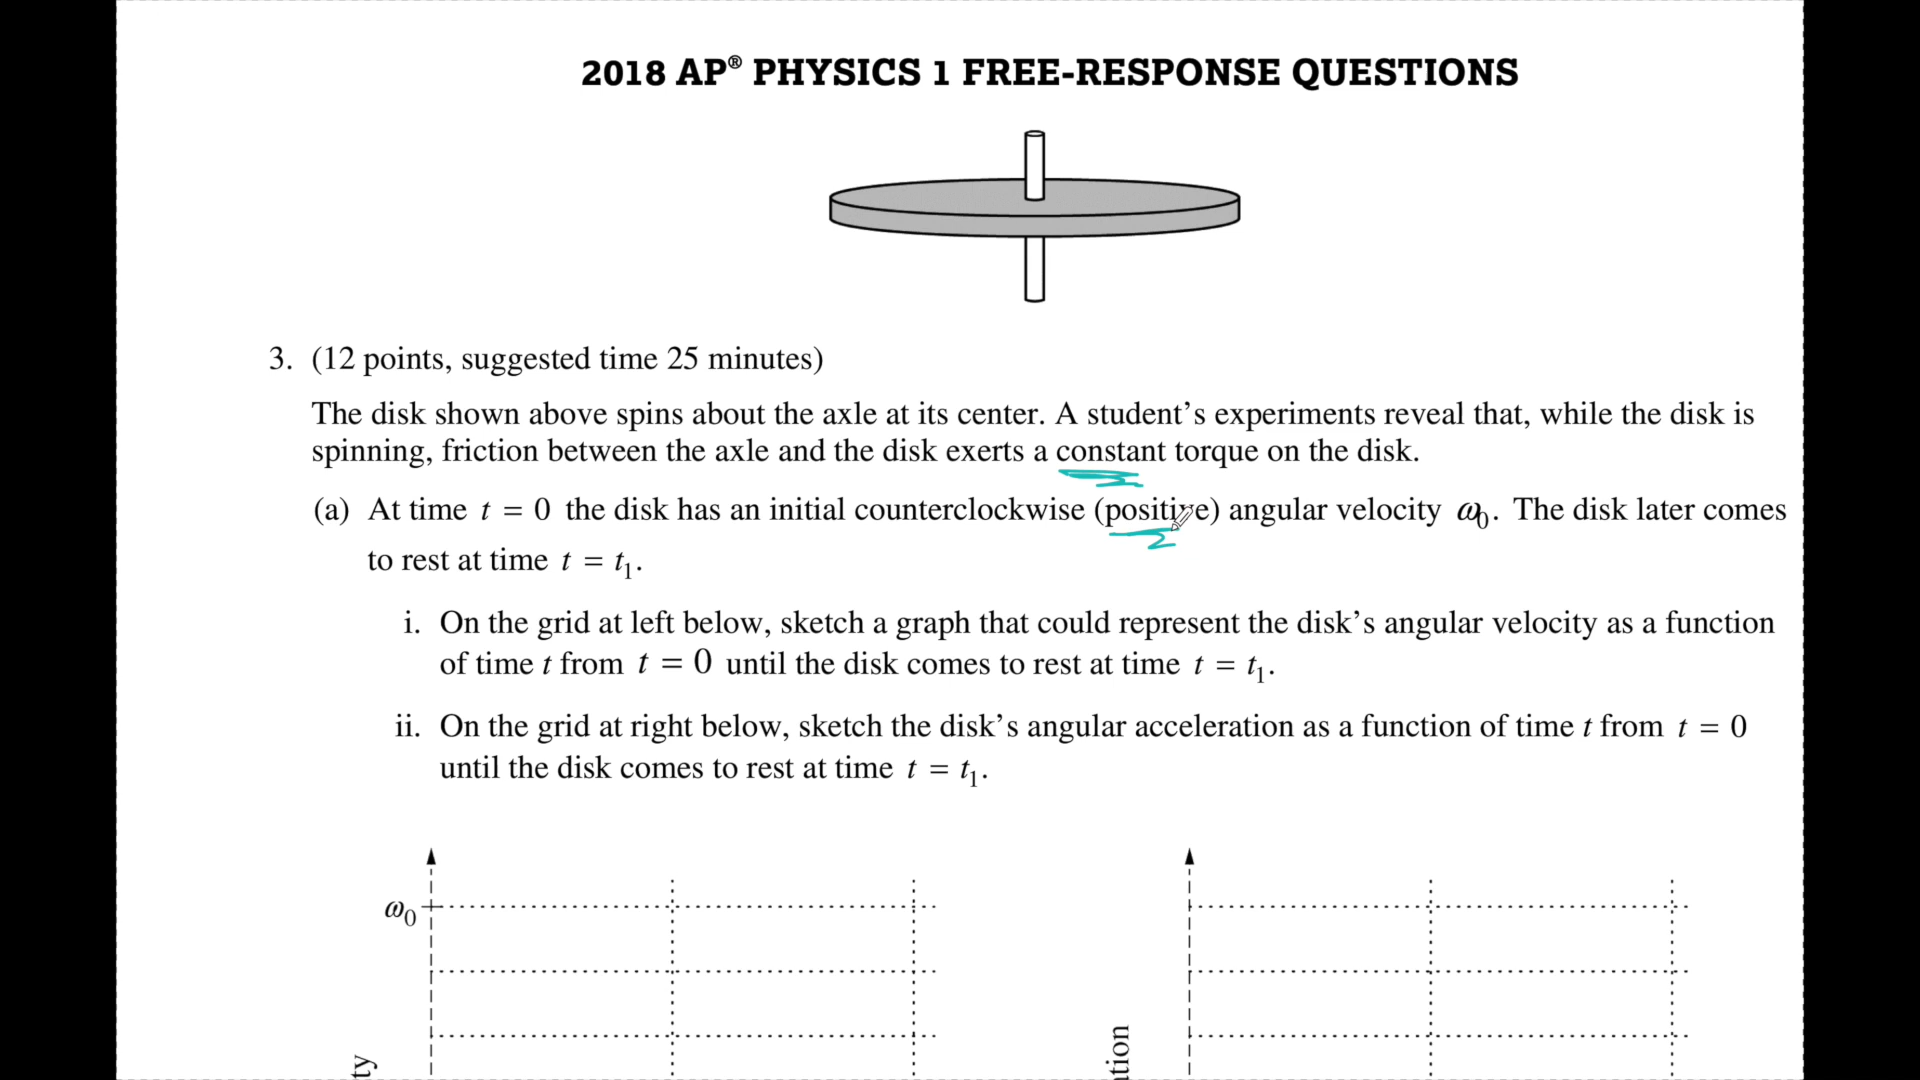 2018 AP® PHYSICS 1 FREE-RESPONSE QUESTIONS
3. (12 points, suggested time 25 minutes)
The disk shown above spins about the axle at its center. A student’s experiments reveal that, while the disk is
spinning, friction between the axle and the disk exerts a constant torque on the disk.
(a) At time t = 0 the disk has an initial counterclockwise (positive) angular velocity ω₀. The disk later comes
to rest at time t = t₁.
i. On the grid at left below, sketch a graph that could represent the disk’s angular velocity as a function
of time t from t = 0 until the disk comes to rest at time t = t₁.
ii. On the grid at right below, sketch the disk’s angular acceleration as a function of time t from t = 0
until the disk comes to rest at time t = t₁.
ω₀
ty
tion